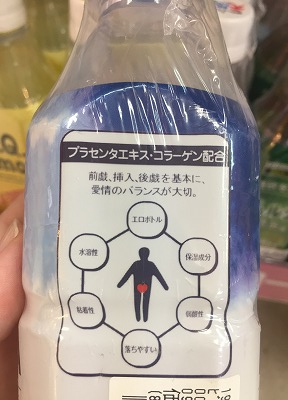 プラセンタエキス・コラーゲン配合
前戯、挿入、後戯を基本に、
愛情のバランスが大切。
エロボトル
水溶性
保湿成分
粘着性
弱酸性
落ちやすい